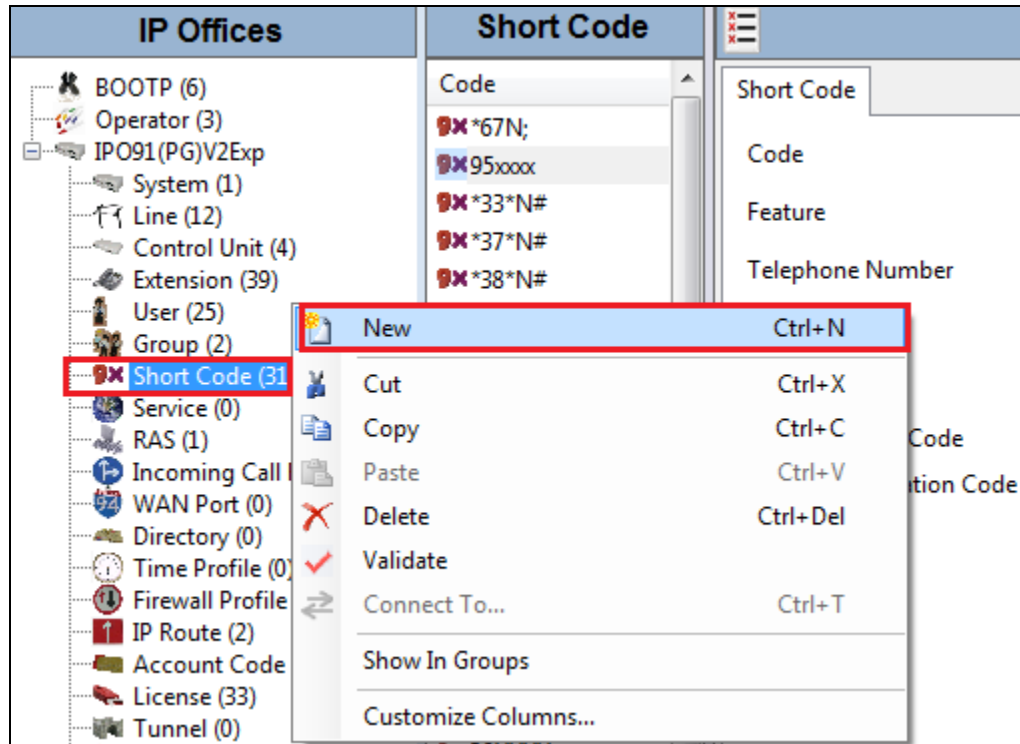 IP Offices
BOOTP (6)
Operator (3)
IPO91(PG)V2Exp
System (1)
Line (12)
Control Unit (4)
Extension (39)
User (25)
Group (2)
Short Code (31
Service (0)
RAS (1)
Incoming Call
WAN Port (0)
Directory (0)
Time Profile (0)
Firewall Profile
IP Route (2)
Account Code
License (33)
Tunnel (0)
Short Code
Code
*67N;
95xxxx
*33*N#
*37*N#
*38*N#
New Ctrl+N
Cut Ctrl+X
Copy Ctrl+C
Paste Ctrl+V
Delete Ctrl+Del
Validate
Connect To... Ctrl+T
Show In Groups
Customize Columns...
Short Code
Code
Feature
Telephone Number
Code
ation Code